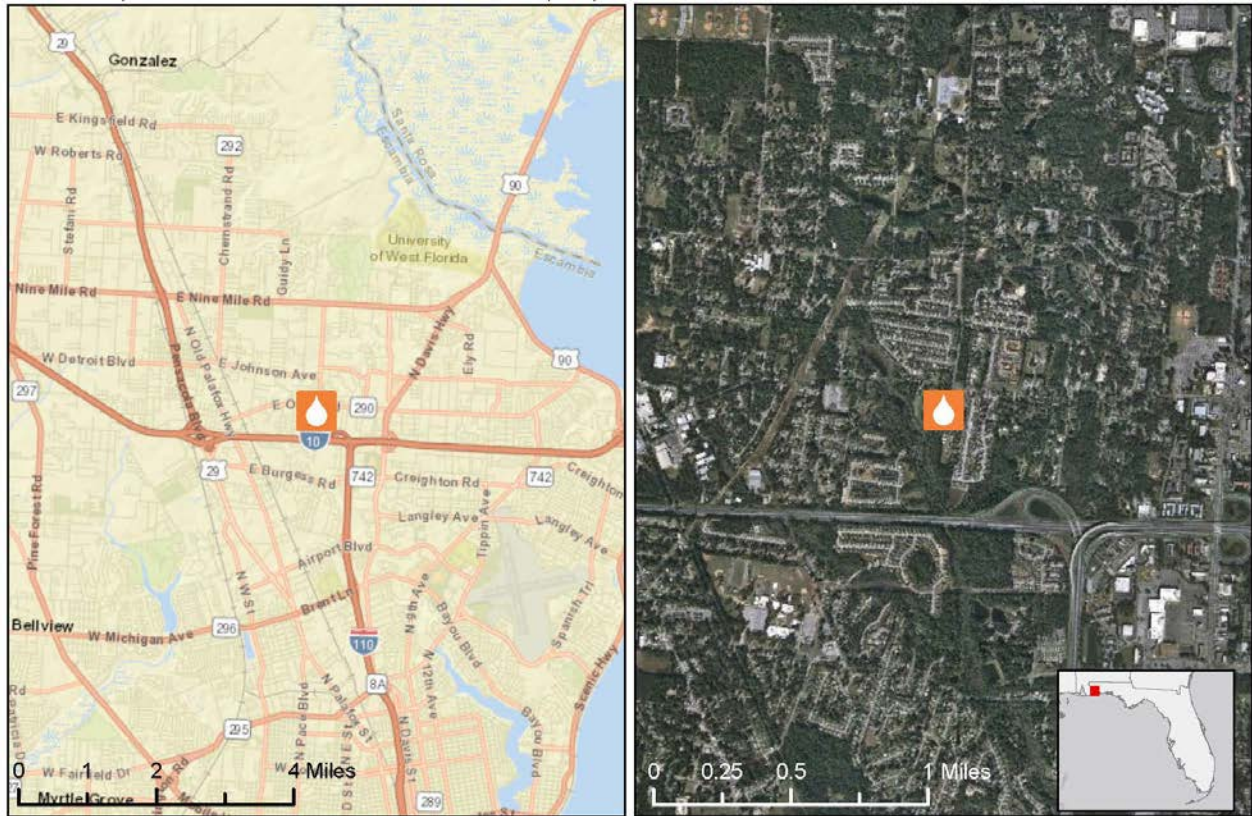 29
Gonzalez
E Kingsfield Rd
292
W Roberts Rd
Stefani Rd
Chemstrand Rd
Guidy Ln
Santa Rosa
Escambia
90
University
of West Florida
Escambia
Nine Mile Rd
E Nine Mile Rd
N Davis Hwy
Ely Rd
90
W Detroit Blvd
E Johnson Ave
N Old Palafox Hwy
Pensacola Blvd
297
290
10
29
E Burgess Rd
742
Creighton Rd
742
Creighton
Langley Ave
Langley Ave
Tippin Ave
Pine Forest Rd
Airport Blvd
N W St
Brent Ln
N 9th Ave
Bayou Blvd
Spanish Trl
Bellview
W Michigan Ave
296
110
8A
N 12th Ave
Scenic Hwy
Rd
N Pace Blvd
N Palafox St
295
N Davis St
Bayou Blvd
W Fairfield Dr
E St
D St
289
Myrtle Grove
0 1 2 4 Miles
0 0.25 0.5 1 Miles